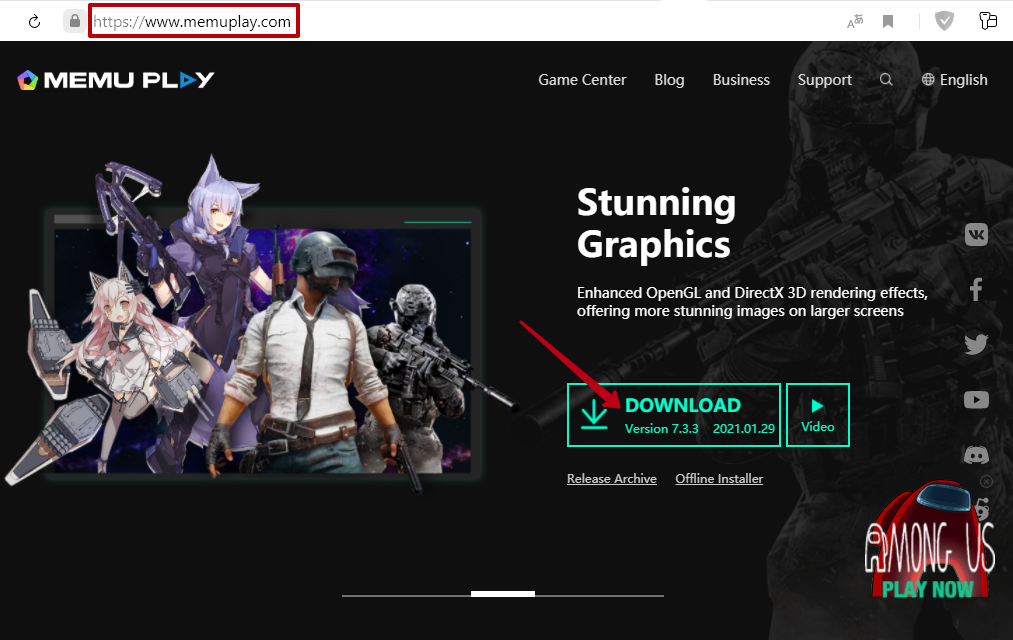 https://www.memuplay.com
MEMU PLAY
Game Center Blog Business Support English
Stunning
Graphics
Enhanced OpenGL and DirectX 3D rendering effects,
offering more stunning images on larger screens
DOWNLOAD
Version 7.3.3 2021.01.29
Video
Release Archive Offline Installer
AMONG US
PLAY NOW